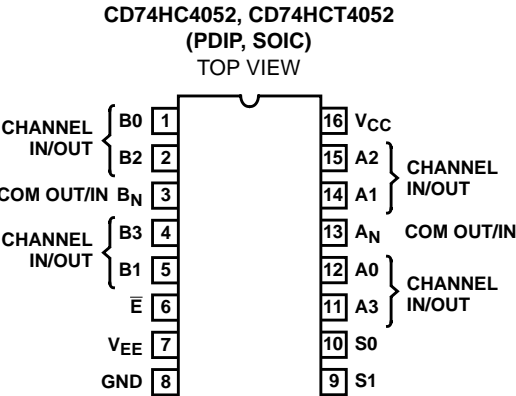 CD74HC4052, CD74HCT4052
(PDIP, SOIC)
TOP VIEW
CHANNEL IN/OUT
B0 1
B2 2
COM OUT/IN BN 3
CHANNEL IN/OUT
B3 4
B1 5
E̅ 6
VEE 7
GND 8
16 VCC
15 A2
14 A1
CHANNEL IN/OUT
13 AN COM OUT/IN
12 A0
11 A3
CHANNEL IN/OUT
10 S0
9 S1